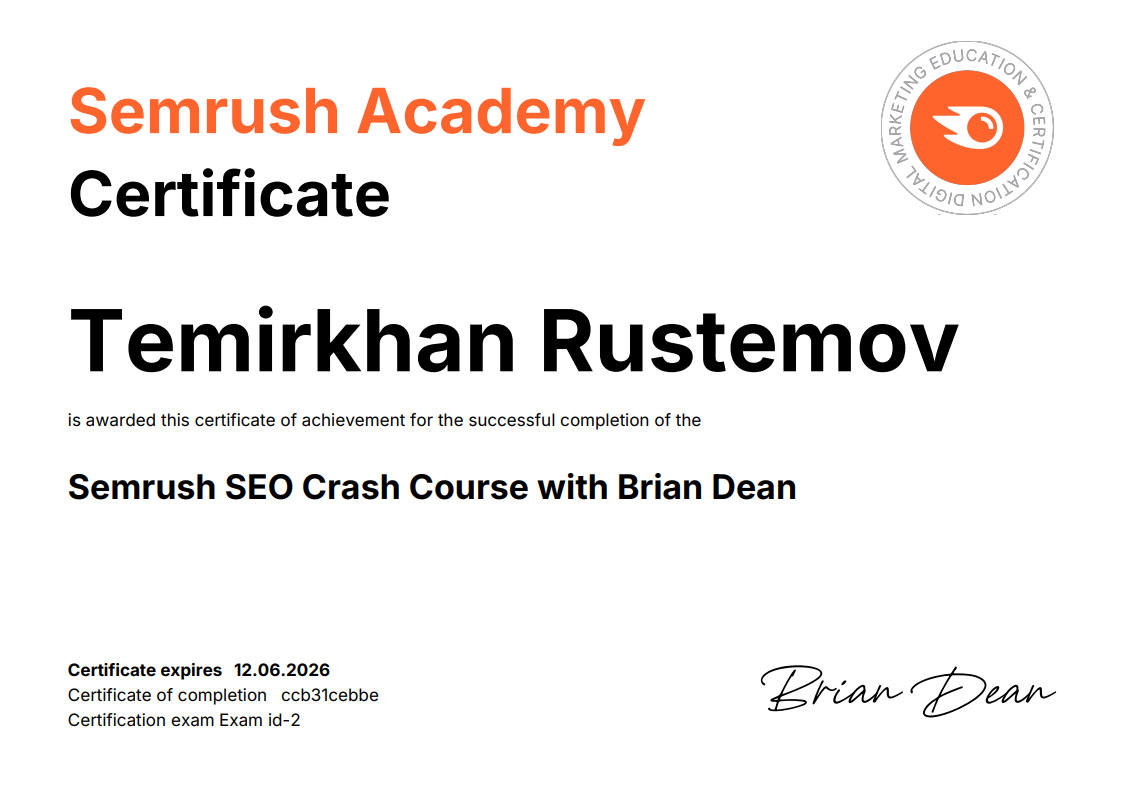 Semrush Academy
Certificate
DIGITAL MARKETING EDUCATION & CERTIFICATION
Temirkhan Rustemov
is awarded this certificate of achievement for the successful completion of the
Semrush SEO Crash Course with Brian Dean
Certificate expires 12.06.2026
Certificate of completion ccb31cebbe
Certification exam Exam id-2
Brian Dean